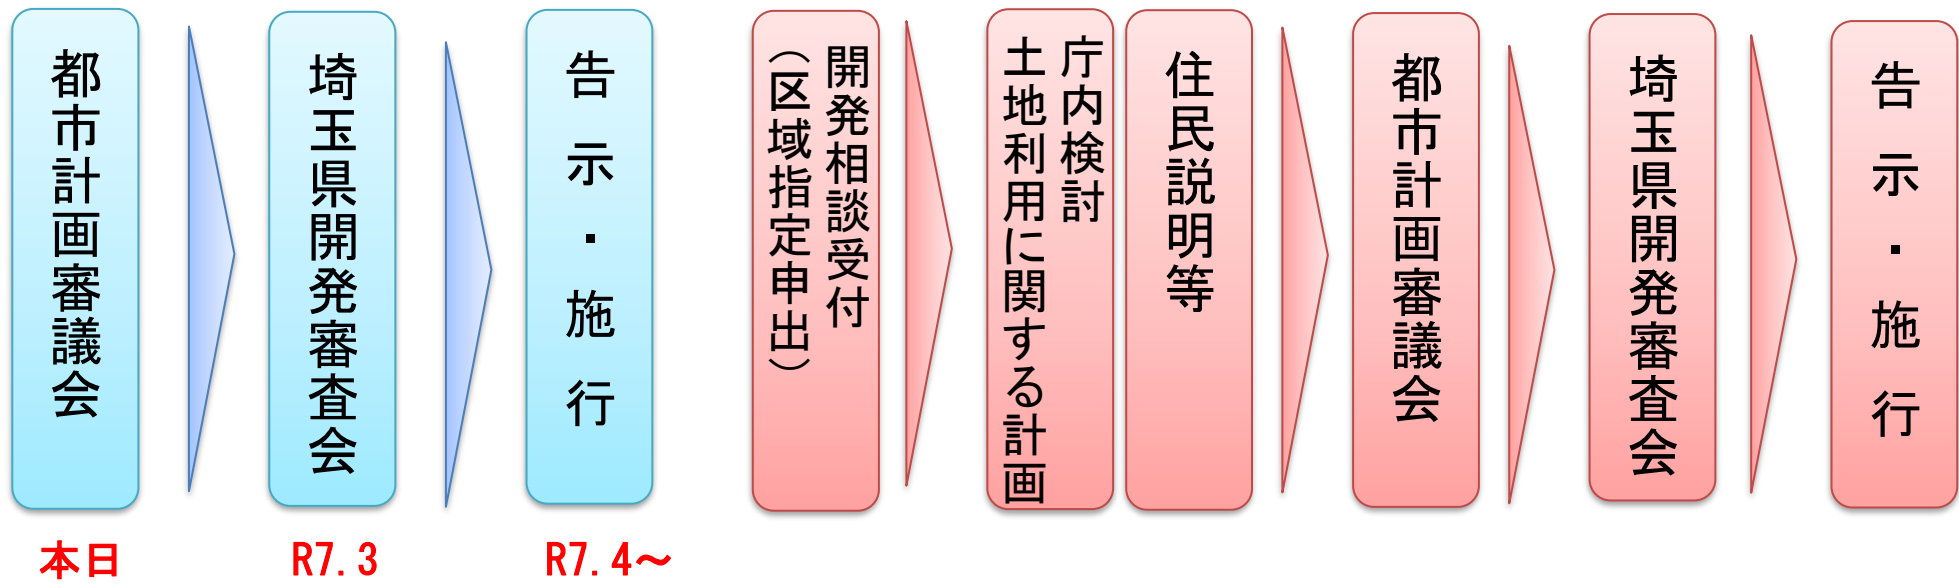 都市計画審議会
埼玉県開発審査会
告示・施行
開発相談受付
（区域指定申出）
庁内検討
土地利用に関する計画
住民説明等
都市計画審議会
埼玉県開発審査会
告示・施行
本日
R7.3
R7.4～